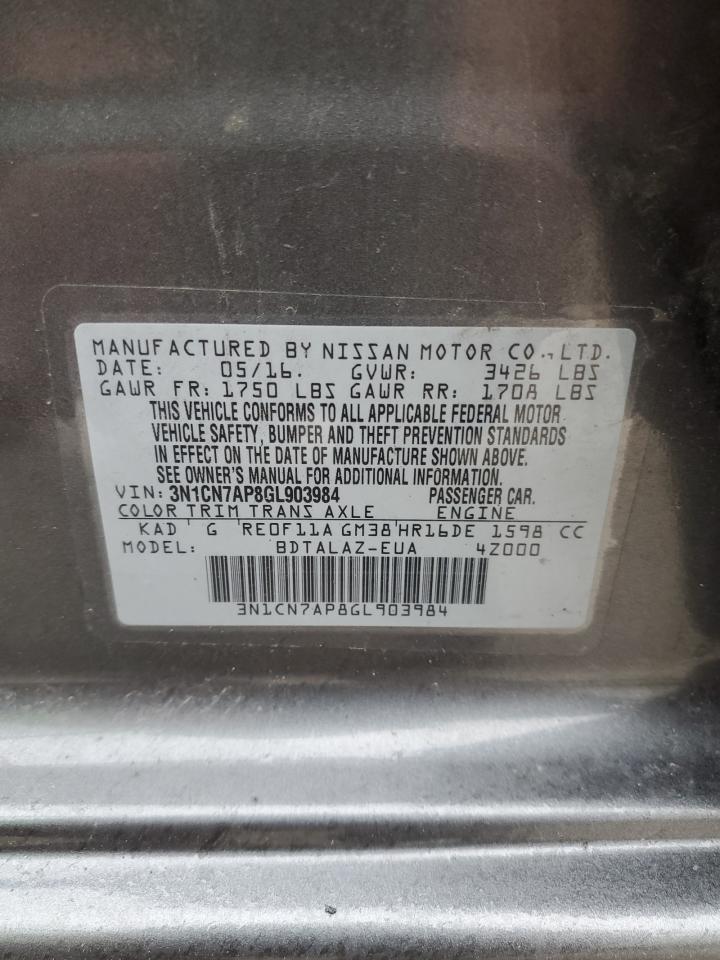 MANUFACTURED BY NISSAN MOTOR CO., LTD.
DATE: 05/16. GVWR: 3426 LBS
GAWR FR: 1750 LBS GAWR RR: 1708 LBS
THIS VEHICLE CONFORMS TO ALL APPLICABLE FEDERAL MOTOR
VEHICLE SAFETY, BUMPER AND THEFT PREVENTION STANDARDS
IN EFFECT ON THE DATE OF MANUFACTURE SHOWN ABOVE.
SEE OWNER'S MANUAL FOR ADDITIONAL INFORMATION.
VIN: 3N1CN7AP8GL903984 PASSENGER CAR.
COLOR TRIM TRANS AXLE ENGINE
KAD G RE0F11A GM38 HR16DE 1598 CC
MODEL: BDTALAZ-EUA 4Z000
3N1CN7AP8GL903984